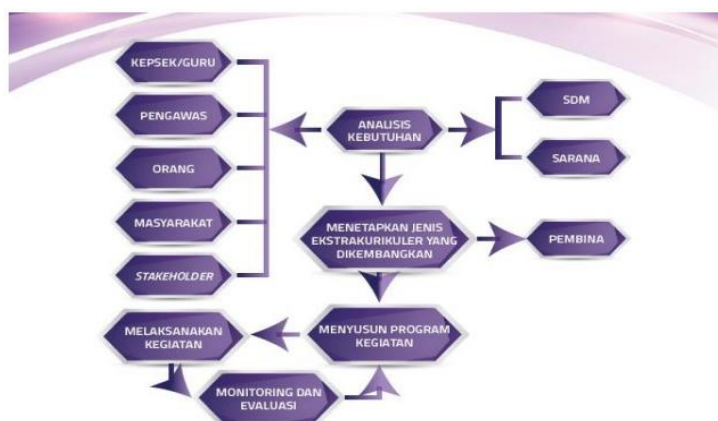 KEPSEK/GURU
PENGAWAS
ORANG
MASYARAKAT
STAKEHOLDER
ANALISIS
KEBUTUHAN
SDM
SARANA
MENETAPKAN JENIS
EKSTRAKURIKULER YANG
DIKEMBANGKAN
PEMBINA
MENYUSUN PROGRAM
KEGIATAN
MELAKSANAKAN
KEGIATAN
MONITORING DAN
EVALUASI